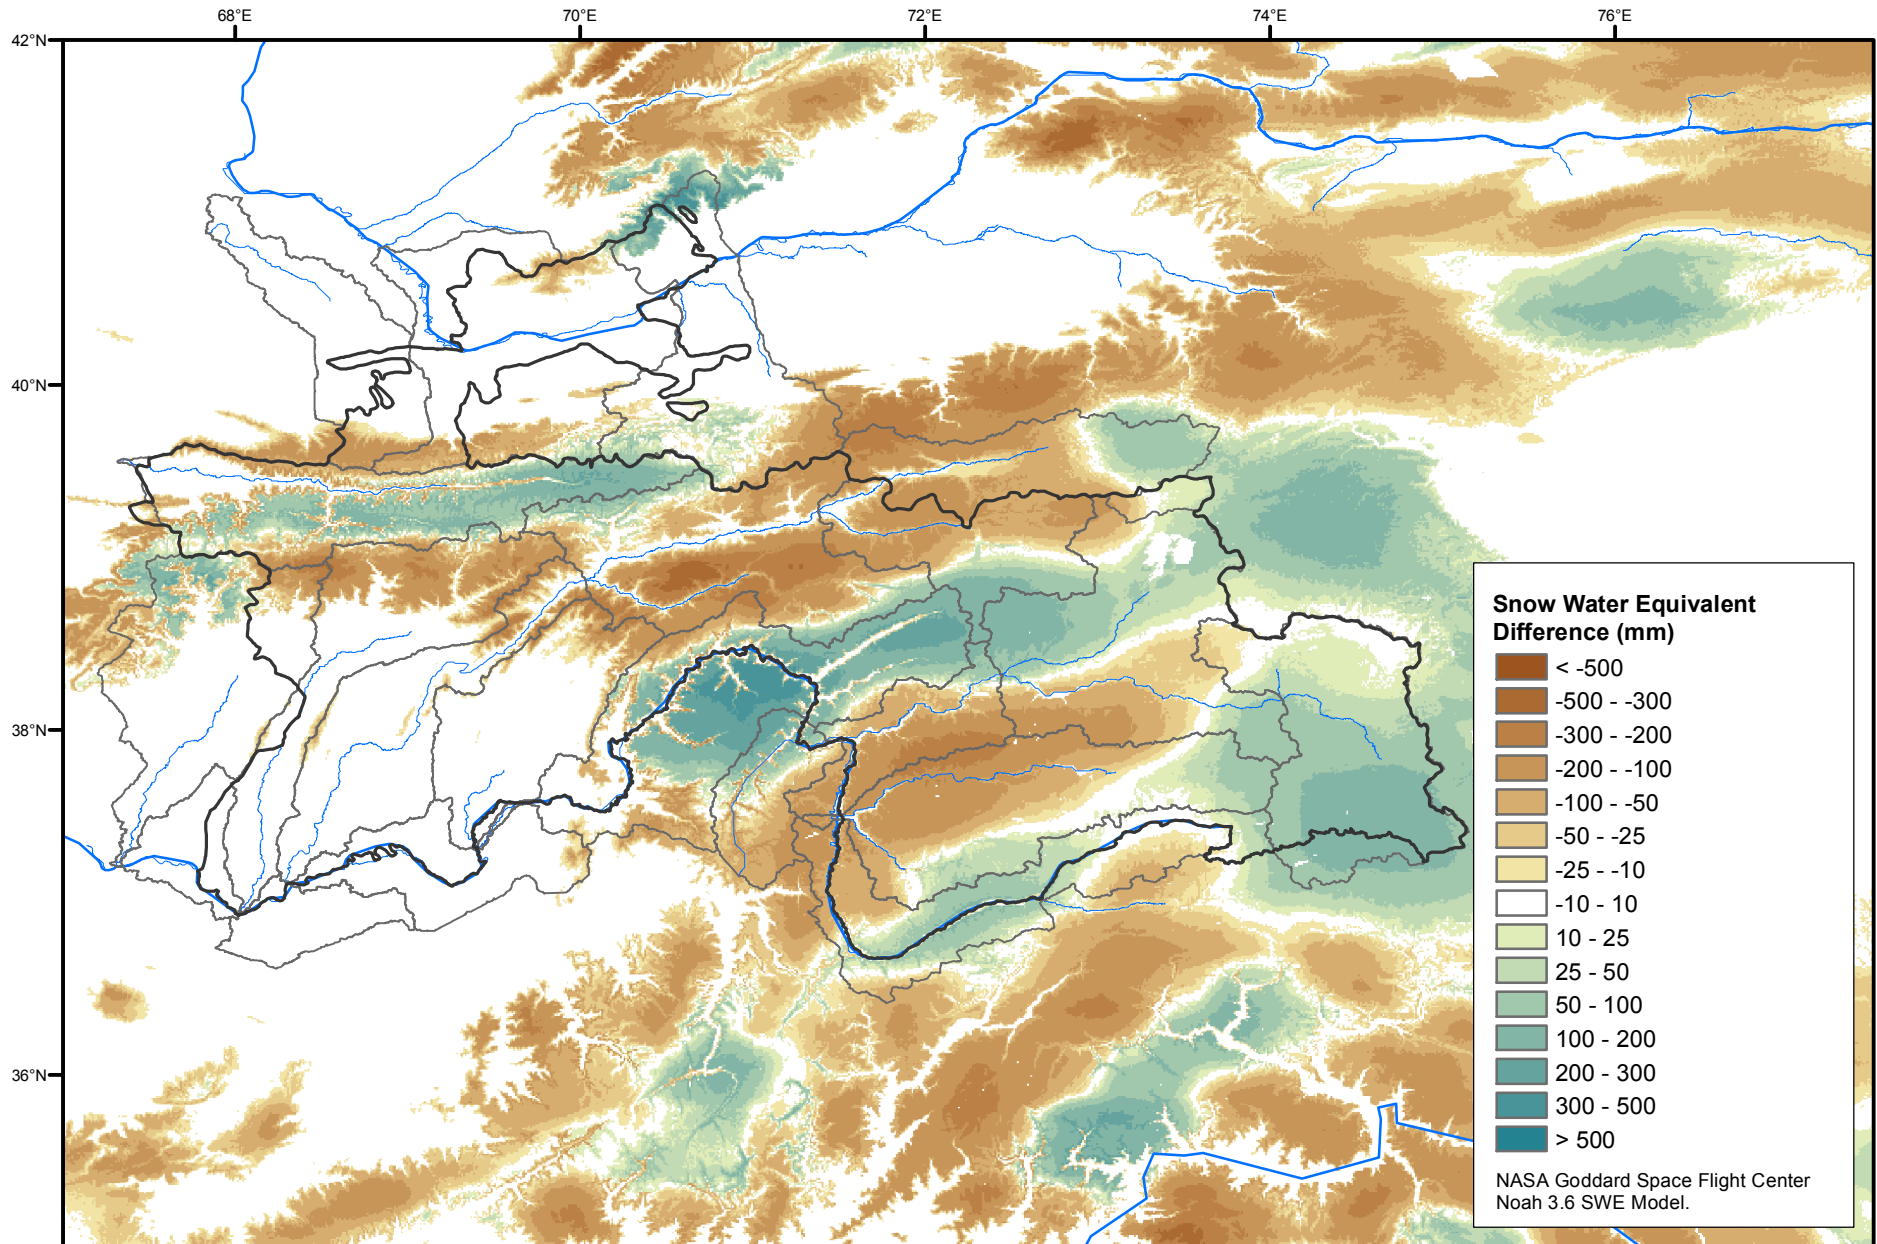 68°E
70°E
72°E
74°E
76°E
42°N
40°N
38°N
36°N
Snow Water Equivalent
Difference (mm)
< -500
-500 - -300
-300 - -200
-200 - -100
-100 - -50
-50 - -25
-25 - -10
-10 - 10
10 - 25
25 - 50
50 - 100
100 - 200
200 - 300
300 - 500
> 500
NASA Goddard Space Flight Center
Noah 3.6 SWE Model.